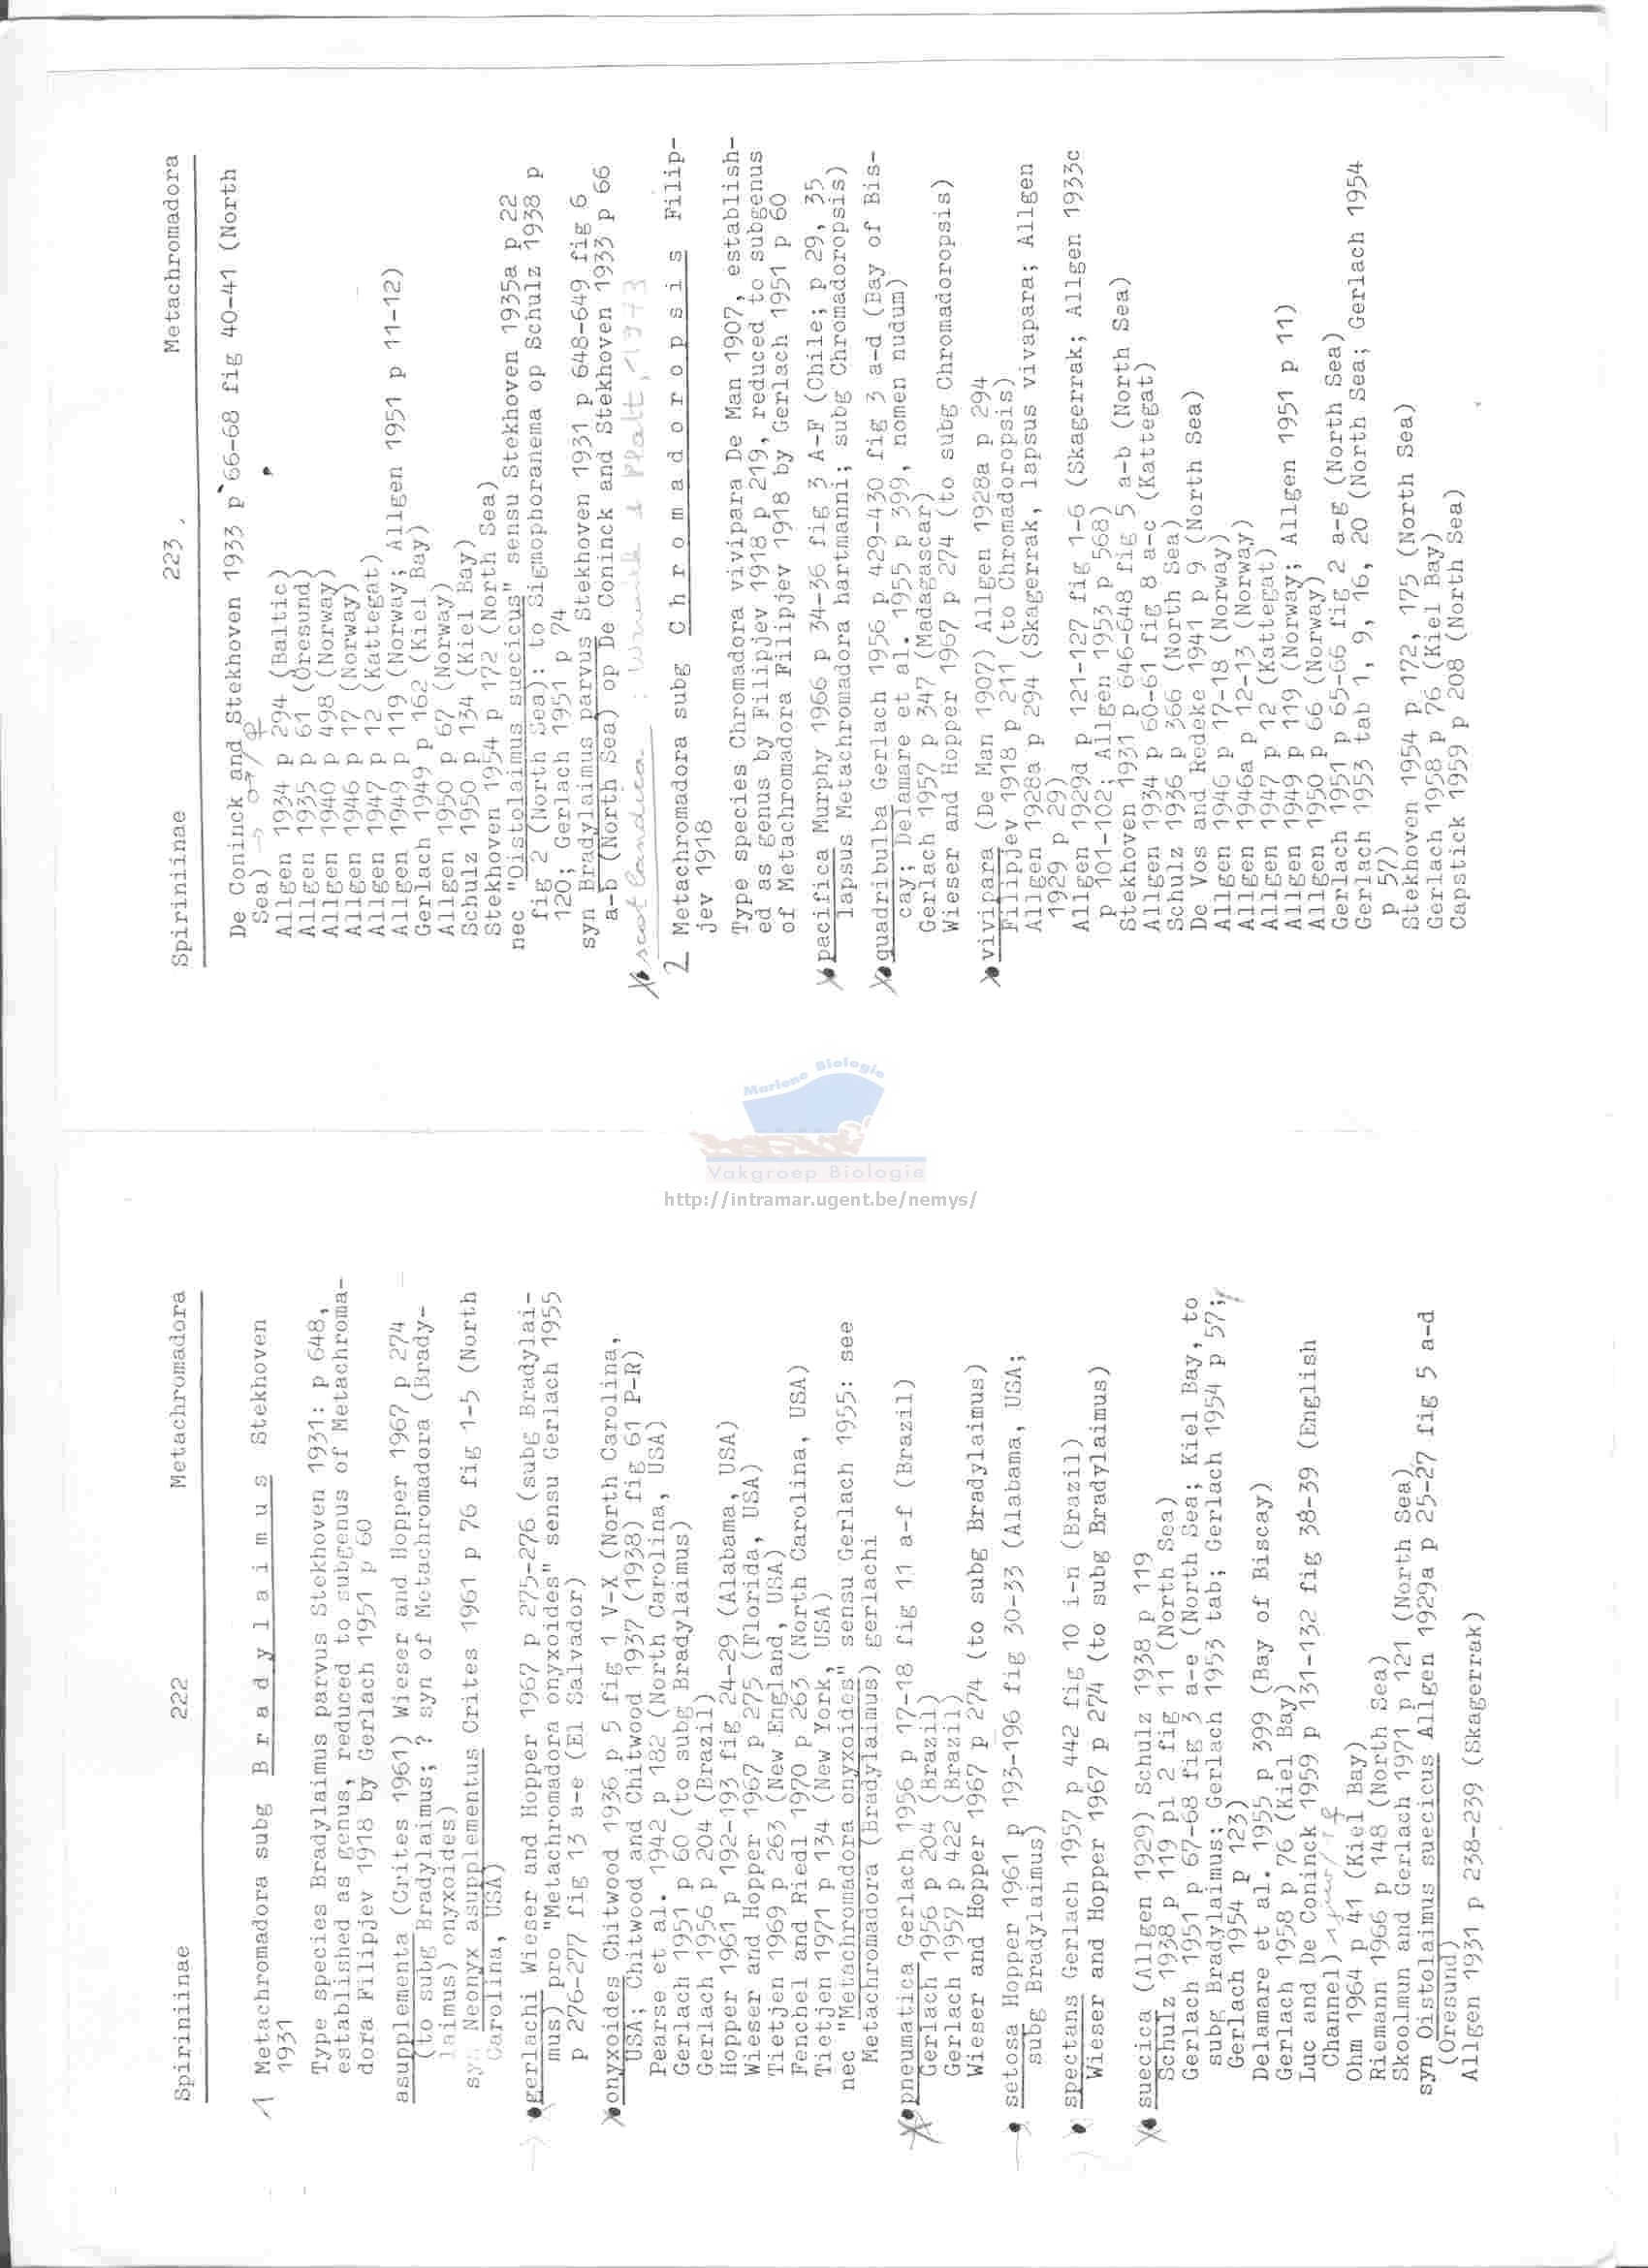 Spiriniinae 222 Metachromadora
1 Metachromadora subg B r a d y l a i m u s Stekhoven
1931
Type species Bradylaimus parvus Stekhoven 1931: p 648,
established as genus, reduced to subgenus of Metachroma-
dora Filipjev 1918 by Gerlach 1951 p 60
asupplementa (Crites 1961) Wieser and Hopper 1967 p 274
(to subg Bradylaimus; ? syn of Metachromadora (Brady-
laimus) onyxoides)
syn Neonyx asupplementus Crites 1961 p 76 fig 1-5 (North
Carolina, USA)
gerlachi Wieser and Hopper 1967 p 275-276 (subg Bradylai-
mus) pro "Metachromadora onyxoides" sensu Gerlach 1955
p 276-277 fig 13 a-e (El Salvador)
onyxoides Chitwood 1936 p 5 fig 1 V-X (North Carolina,
USA; Chitwood and Chitwood 1937 (1938) fig 61 P-R)
Pearse et al. 1942 p 182 (North Carolina, USA)
Gerlach 1951 p 60 (to subg Bradylaimus)
Gerlach 1956 p 204 (Brazil)
Hopper 1961 p 192-193 fig 24-29 (Alabama, USA)
Wieser and Hopper 1967 p 275 (Florida, USA)
Tietjen 1969 p 263 (New England, USA)
Fenchel and Riedl 1970 p 263 (North Carolina, USA)
Tietjen 1971 p 134 (New York, USA)
nec "Metachromadora onyxoides" sensu Gerlach 1955: see
Metachromadora (Bradylaimus) gerlachi
pneumatica Gerlach 1956 p 17-18 fig 11 a-f (Brazil)
Gerlach 1956 p 204 (Brazil)
Gerlach 1957 p 422 (Brazil)
Wieser and Hopper 1967 p 274 (to subg Bradylaimus)
setosa Hopper 1961 p 193-196 fig 30-33 (Alabama, USA;
subg Bradylaimus)
spectans Gerlach 1957 p 442 fig 10 i-n (Brazil)
Wieser and Hopper 1967 p 274 (to subg Bradylaimus)
suecica (Allgen 1929) Schulz 1938 p 119
Schulz 1938 p 119 pl 2 fig 11 (North Sea)
Gerlach 1951 p 67-68 fig 3 a-e (North Sea; Kiel Bay, to
subg Bradylaimus; Gerlach 1953 tab; Gerlach 1954 p 57;
Gerlach 1954 p 123)
Delamare et al. 1955 p 399 (Bay of Biscay)
Gerlach 1958 p 76 (Kiel Bay)
Luc and De Coninck 1959 p 131-132 fig 38-39 (English
Channel)
Ohm 1964 p 41 (Kiel Bay)
Riemann 1966 p 148 (North Sea)
Skoolmun and Gerlach 1971 p 121 (North Sea)
syn Oistolaimus suecicus Allgen 1929a p 25-27 fig 5 a-d
(Oresund)
Allgen 1931 p 238-239 (Skagerrak)
Spiriniinae 223 Metachromadora
De Coninck and Stekhoven 1933 p 66-68 fig 40-41 (North
Sea) → ♂/♀
Allgen 1934 p 294 (Baltic)
Allgen 1935 p 61 (Öresund)
Allgen 1940 p 498 (Norway)
Allgen 1946 p 17 (Norway)
Allgen 1947 p 12 (Kattegat)
Allgen 1949 p 119 (Norway; Allgen 1951 p 11-12)
Gerlach 1949 p 162 (Kiel Bay)
Allgen 1950 p 67 (Norway)
Schulz 1950 p 134 (Kiel Bay)
Stekhoven 1954 p 172 (North Sea)
nec "Oistolaimus suecicus" sensu Stekhoven 1935a p 22
fig 2 (North Sea): to Sigmophoranema op Schulz 1938 p
120; Gerlach 1951 p 74
syn Bradylaimus parvus Stekhoven 1931 p 648-649 fig 6
a-b (North Sea) op De Coninck and Stekhoven 1933 p 66
scotlandica : Warwick & Platt, 1973
2 Metachromadora subg C h r o m a d o r o p s i s Filip-
jev 1918
Type species Chromadora vivipara De Man 1907, establish-
ed as genus by Filipjev 1918 p 219, reduced to subgenus
of Metachromadora Filipjev 1918 by Gerlach 1951 p 60
pacifica Murphy 1966 p 34-36 fig 3 A-F (Chile; p 29, 35
lapsus Metachromadora hartmanni; subg Chromadoropsis)
quadribulba Gerlach 1956 p 429-430 fig 3 a-d (Bay of Bis-
cay; Delamare et al. 1955 p 399, nomen nudum)
Gerlach 1957 p 347 (Madagascar)
Wieser and Hopper 1967 p 274 (to subg Chromadoropsis)
vivipara (De Man 1907) Allgen 1928a p 294
Filipjev 1918 p 211 (to Chromadoropsis)
Allgen 1928a p 294 (Skagerrak, lapsus vivapara; Allgen
1929 p 29)
Allgen 1929d p 121-127 fig 1-6 (Skagerrak; Allgen 1933c
p 101-102; Allgen 1953 p 568)
Stekhoven 1931 p 646-648 fig 5 a-b (North Sea)
Allgen 1934 p 60-61 fig 8 a-c (Kattegat)
Schulz 1936 p 366 (North Sea)
De Vos and Redeke 1941 p 9 (North Sea)
Allgen 1946 p 17-18 (Norway)
Allgen 1946a p 12-13 (Norway)
Allgen 1947 p 12 (Kattegat)
Allgen 1949 p 119 (Norway; Allgen 1951 p 11)
Allgen 1950 p 66 (Norway)
Gerlach 1951 p 65-66 fig 2 a-g (North Sea)
Gerlach 1953 tab 1, 9, 16, 20 (North Sea; Gerlach 1954
p 57)
Stekhoven 1954 p 172, 175 (North Sea)
Gerlach 1958 p 76 (Kiel Bay)
Capstick 1959 p 208 (North Sea)
Mariene Biologie
Vakgroep Biologie
http://intramar.ugent.be/nemys/